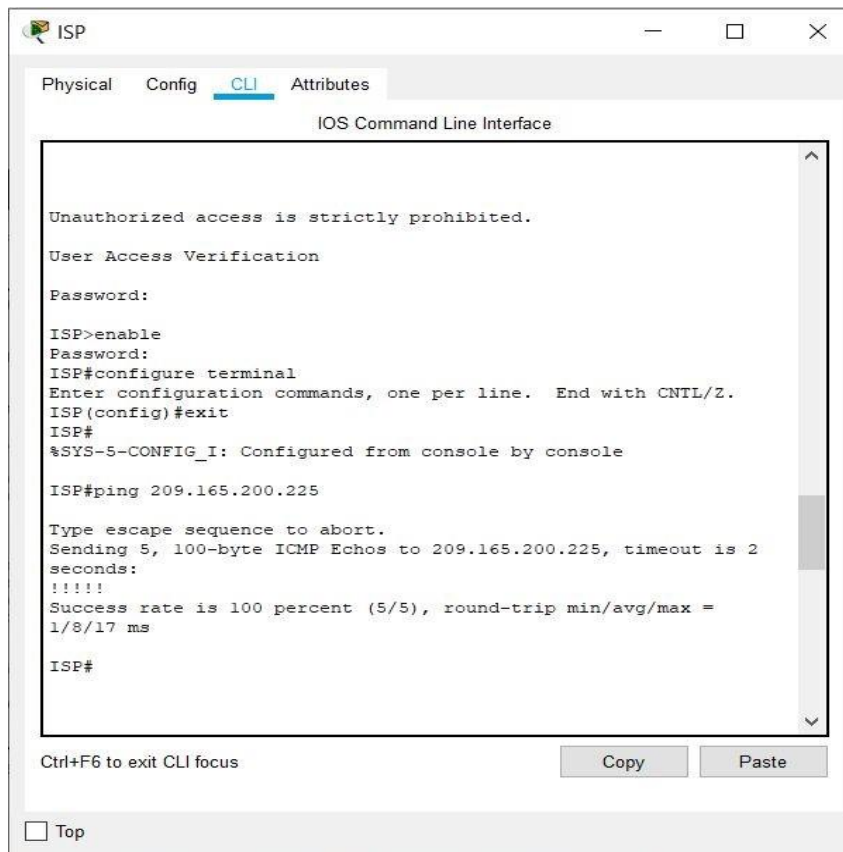 ISP
Physical Config CLI Attributes
IOS Command Line Interface
Unauthorized access is strictly prohibited.
User Access Verification
Password:
ISP>enable
Password:
ISP#configure terminal
Enter configuration commands, one per line.  End with CNTL/Z.
ISP(config)#exit
ISP#
%SYS-5-CONFIG_I: Configured from console by console
ISP#ping 209.165.200.225
Type escape sequence to abort.
Sending 5, 100-byte ICMP Echos to 209.165.200.225, timeout is 2
seconds:
!!!!!
Success rate is 100 percent (5/5), round-trip min/avg/max =
1/8/17 ms
ISP#
Ctrl+F6 to exit CLI focus
Copy Paste
Top